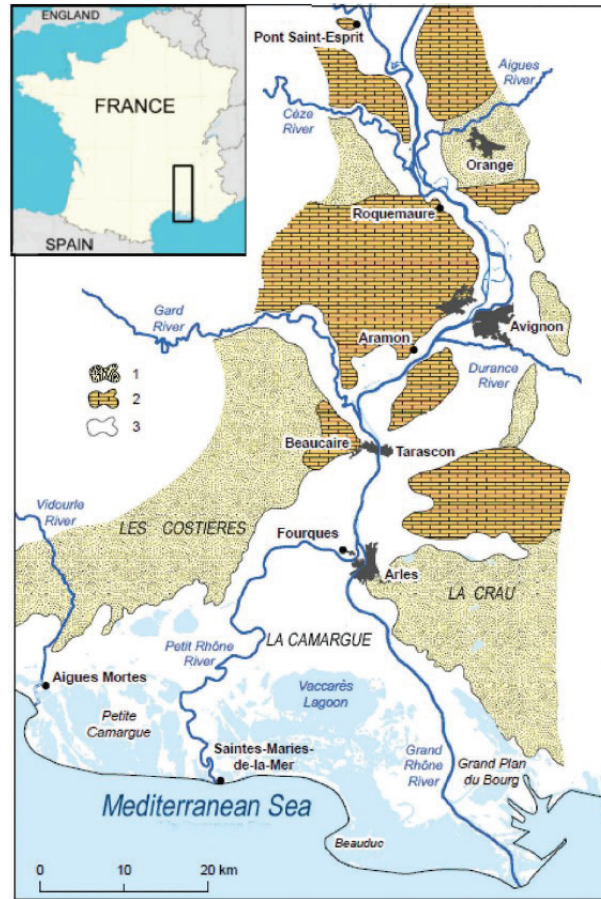 ENGLAND
FRANCE
SPAIN
Pont Saint-Esprit
Aigues
River
Cèze
River
Orange
Roquemaure
Gard
River
Avignon
Aramon
Durance
River
1
2
3
Beaucaire
Tarascon
Vidourle
River
LES COSTIÈRES
Fourques
Arles
LA CRAU
Petit Rhône
River
LA CAMARGUE
Aigues Mortes
Vaccarès
Lagoon
Petite
Camargue
Saintes-Maries-
de-la-Mer
Grand
Rhône
River
Grand Plan
du Bourg
Mediterranean Sea
Beauduc
0 10 20 km